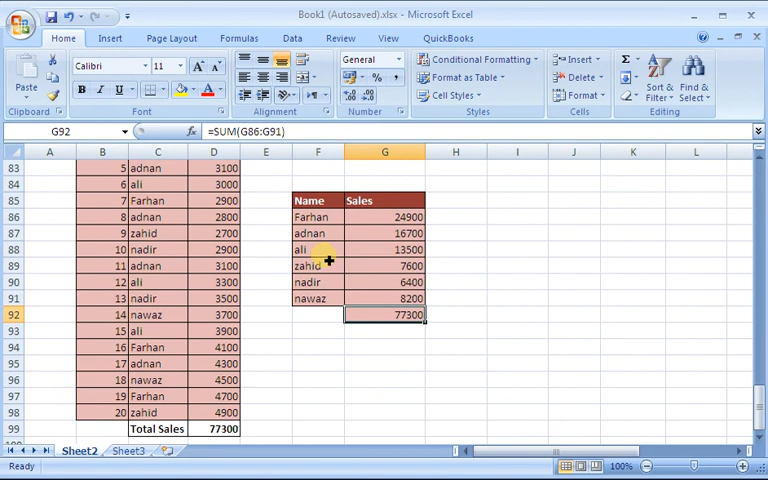 Book1 (Autosaved).xlsx - Microsoft Excel
Home Insert Page Layout Formulas Data Review View QuickBooks
Paste
Clipboard
Calibri 11
B I U
Font
Alignment
General
Number
Conditional Formatting
Format as Table
Cell Styles
Styles
Insert
Delete
Format
Cells
Sort & Filter
Find & Select
Editing
G92 fx =SUM(G86:G91)
A B C D E F G H I J K L
83 5 adnan 3100
84 6 ali 3000
85 7 Farhan 2900 Name Sales
86 8 adnan 2800 Farhan 24900
87 9 zahid 2700 adnan 16700
88 10 nadir 2900 ali 13500
89 11 adnan 3100 zahid 7600
90 12 ali 3300 nadir 6400
91 13 nadir 3500 nawaz 8200
92 14 nawaz 3700 77300
93 15 ali 3900
94 16 Farhan 4100
95 17 adnan 4300
96 18 nawaz 4500
97 19 Farhan 4700
98 20 zahid 4900
99 Total Sales 77300
Sheet2 Sheet3
Ready 100%